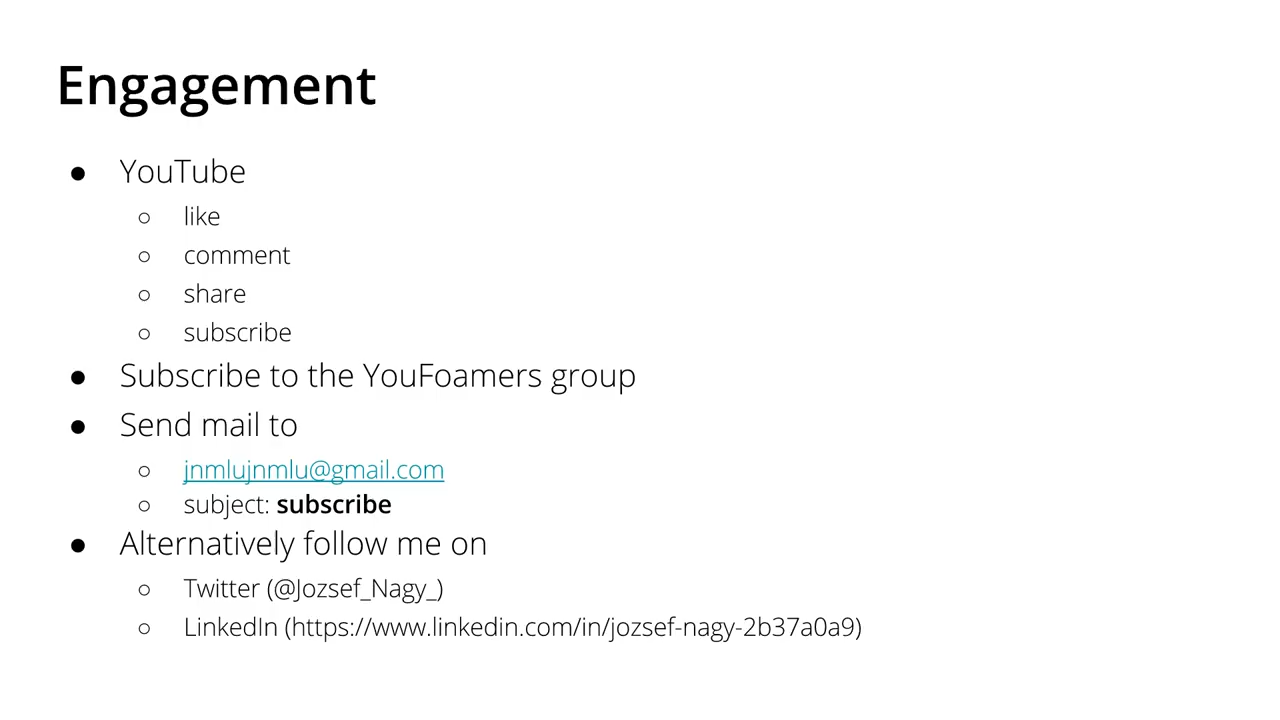 Engagement
● YouTube
○ like
○ comment
○ share
○ subscribe
● Subscribe to the YouFoamers group
● Send mail to
○ jnmlujnmlu@gmail.com
○ subject: subscribe
● Alternatively follow me on
○ Twitter (@Jozsef_Nagy_)
○ LinkedIn (https://www.linkedin.com/in/jozsef-nagy-2b37a0a9)